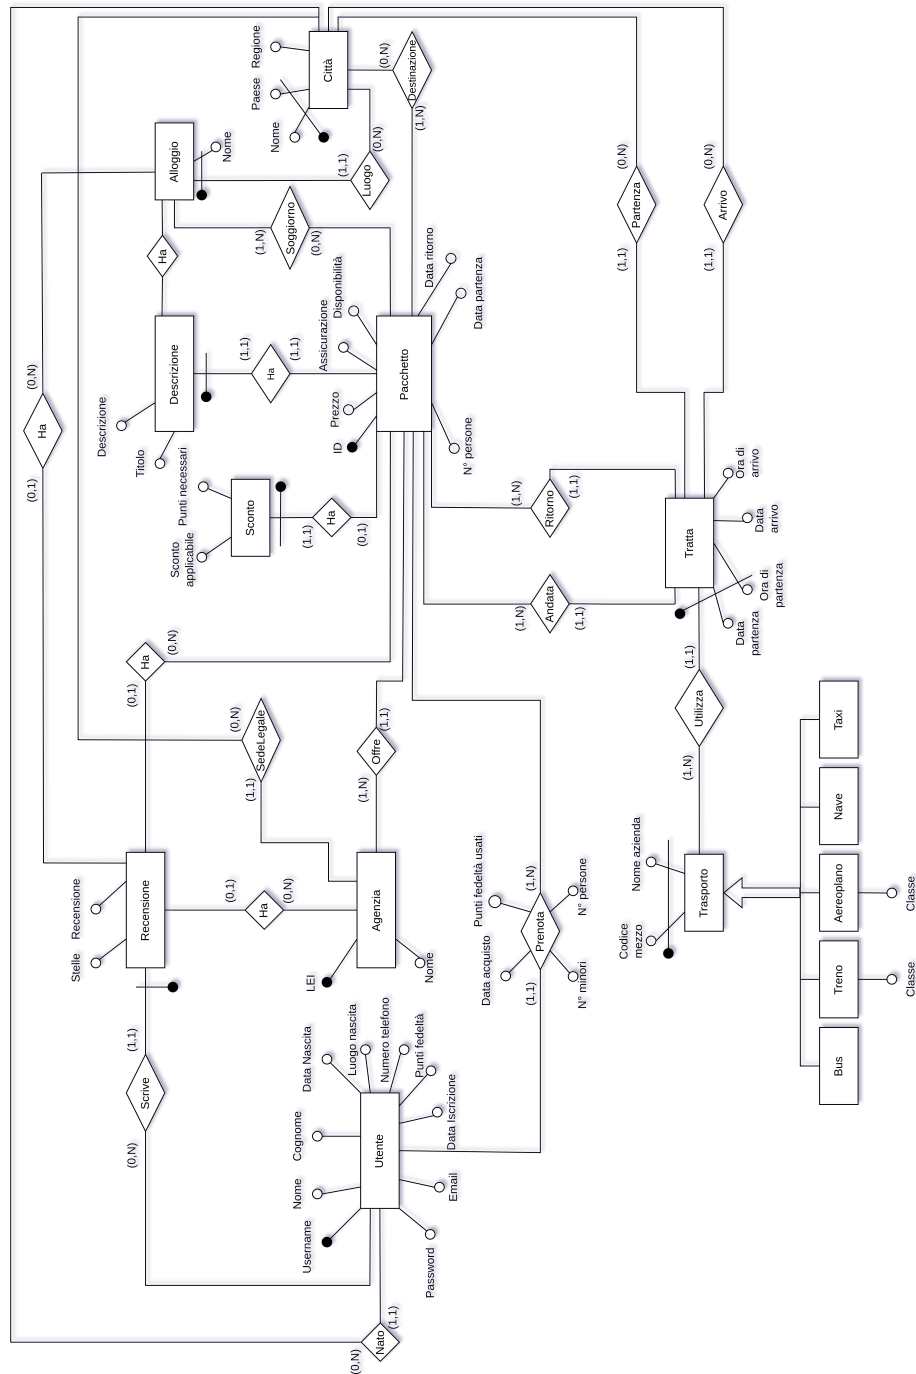 Regione
Paese
Nome
Città
(0,N)
Destinazione
(1,N)
Alloggio
Nome
(1,1)
(0,N)
Luogo
Ha
Soggiorno
(1,N)
(0,N)
(0,N)
Partenza
(1,1)
(0,N)
Arrivo
(1,1)
(0,N)
Ha
(0,1)
Descrizione
Descrizione
Titolo
(1,1)
Ha
(1,1)
Assicurazione
Disponibilità
Data ritorno
Data partenza
Pacchetto
Prezzo
ID
N° persone
Punti necessari
Sconto
applicabile
Sconto
(1,1)
Ha
(0,1)
(1,N)
Ritorno
(1,1)
(1,N)
Andata
(1,1)
Tratta
Ora di
arrivo
Data
arrivo
Ora di
partenza
Data
partenza
Ha
(0,N)
(0,1)
(0,N)
SedeLegale
(1,1)
(1,1)
Offre
(1,N)
(1,1)
Utilizza
(1,N)
Taxi
Nave
Aereoplano
Classe
Treno
Classe
Bus
Trasporto
Nome azienda
Codice
mezzo
Recensione
Stelle
Recensione
(0,1)
Ha
(0,N)
Agenzia
LEI
Nome
Punti fedeltà usati
Data acquisto
(1,N)
Prenota
(1,1)
N° persone
N° minori
(1,1)
Scrive
(0,N)
Data Nascita
Luogo nascita
Numero telefono
Punti fedeltà
Cognome
Utente
Data Iscrizione
Nome
Email
Username
Password
(1,1)
Nato
(0,N)